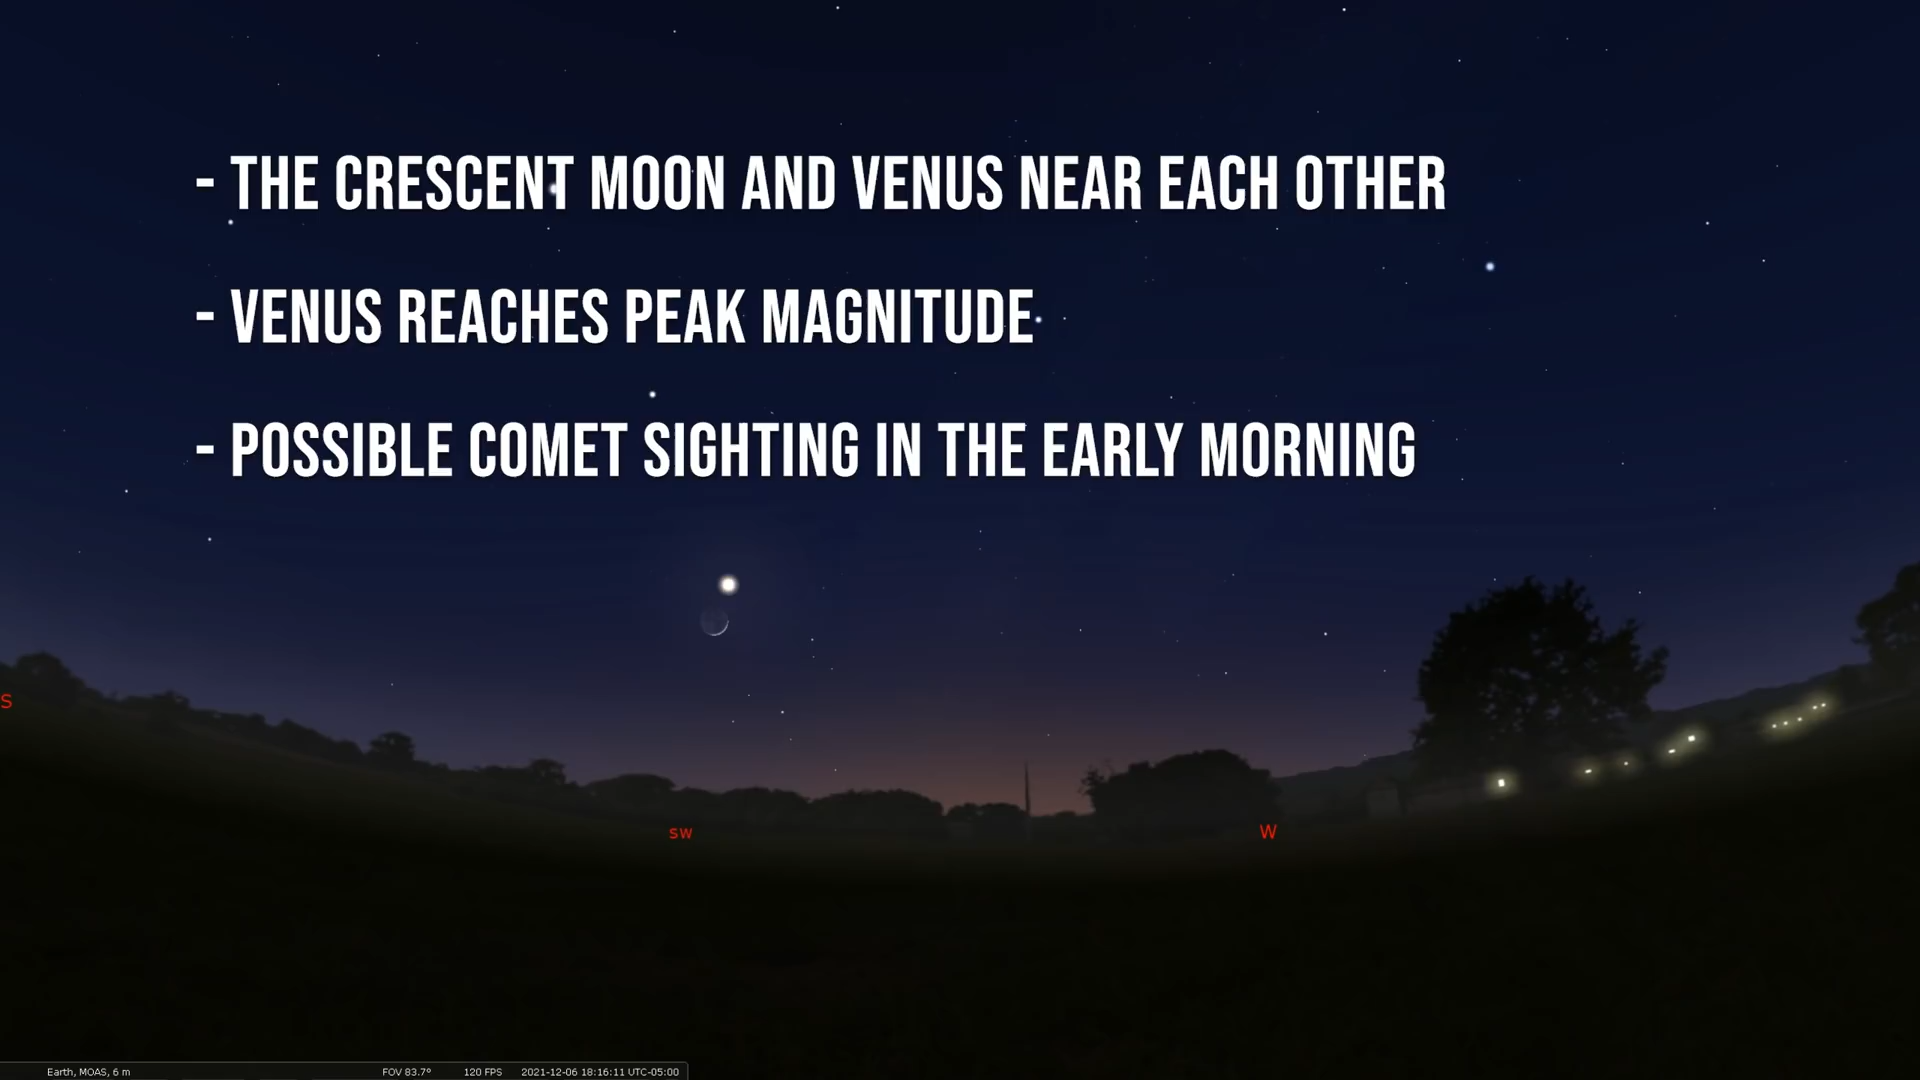 - THE CRESCENT MOON AND VENUS NEAR EACH OTHER
- VENUS REACHES PEAK MAGNITUDE
- POSSIBLE COMET SIGHTING IN THE EARLY MORNING
S
SW
W
Earth, MOAS, 6 m FOV 83.7° 120 FPS 2021-12-06 18:16:11 UTC-05:00